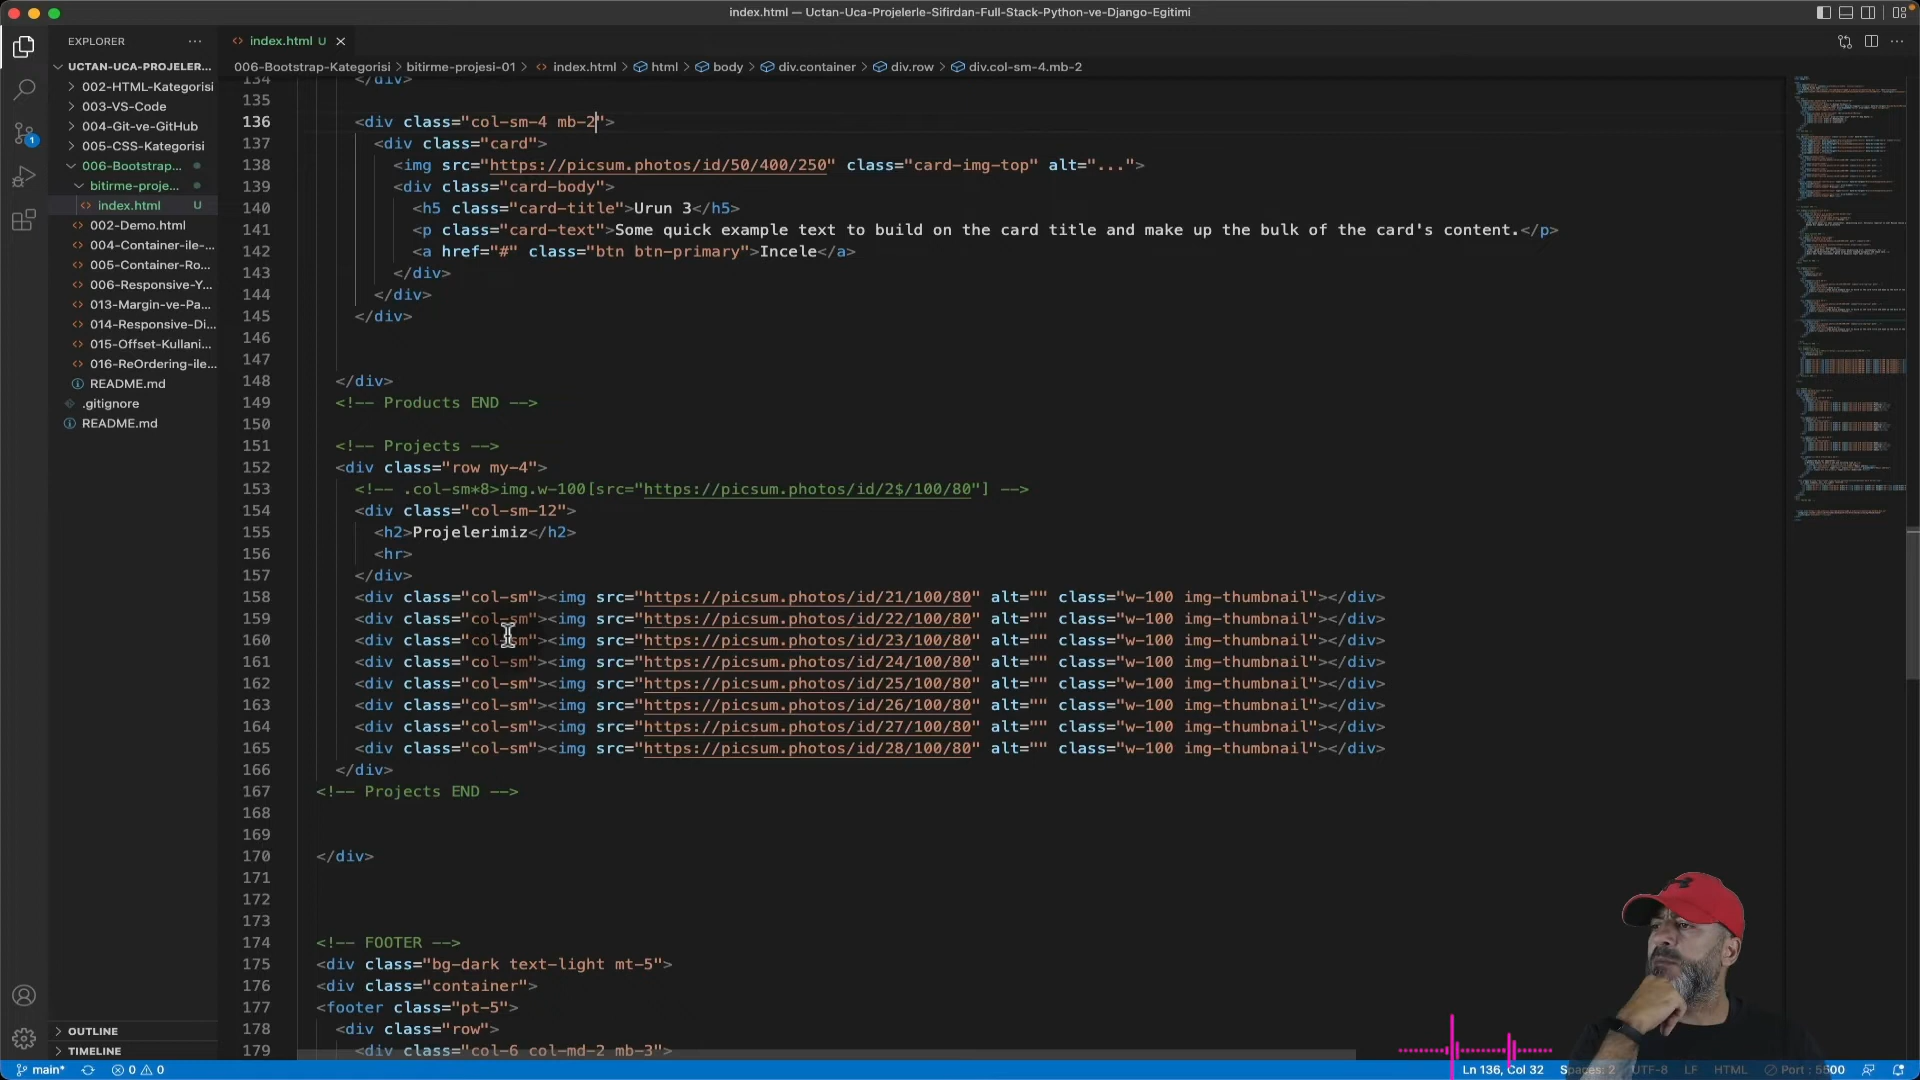 index.html — Uctan-Uca-Projelerle-Sifirdan-Full-Stack-Python-ve-Django-Egitimi
EXPLORER
index.html U
UCTAN-UCA-PROJELER...
002-HTML-Kategorisi
003-VS-Code
004-Git-ve-GitHub
005-CSS-Kategorisi
006-Bootstrap...
bitirme-proje...
index.html U
002-Demo.html
004-Container-ile-...
005-Container-Ro...
006-Responsive-Y...
013-Margin-ve-Pa...
014-Responsive-Di...
015-Offset-Kullani...
016-ReOrdering-ile...
README.md
.gitignore
README.md
OUTLINE
TIMELINE
1
006-Bootstrap-Kategorisi > bitirme-projesi-01 > index.html > html > body > div.container > div.row > div.col-sm-4.mb-2
134 </div>
135
136 <div class="col-sm-4 mb-2">
137 <div class="card">
138 <img src="https://picsum.photos/id/50/400/250" class="card-img-top" alt="...">
139 <div class="card-body">
140 <h5 class="card-title">Urun 3</h5>
141 <p class="card-text">Some quick example text to build on the card title and make up the bulk of the card's content.</p>
142 <a href="#" class="btn btn-primary">Incele</a>
143 </div>
144 </div>
145 </div>
146
147
148 </div>
149 <!-- Products END -->
150
151 <!-- Projects -->
152 <div class="row my-4">
153 <!-- .col-sm*8>img.w-100[src="https://picsum.photos/id/2$/100/80"] -->
154 <div class="col-sm-12">
155 <h2>Projelerimiz</h2>
156 <hr>
157 </div>
158 <div class="col-sm"><img src="https://picsum.photos/id/21/100/80" alt="" class="w-100 img-thumbnail"></div>
159 <div class="col-sm"><img src="https://picsum.photos/id/22/100/80" alt="" class="w-100 img-thumbnail"></div>
160 <div class="col-sm"><img src="https://picsum.photos/id/23/100/80" alt="" class="w-100 img-thumbnail"></div>
161 <div class="col-sm"><img src="https://picsum.photos/id/24/100/80" alt="" class="w-100 img-thumbnail"></div>
162 <div class="col-sm"><img src="https://picsum.photos/id/25/100/80" alt="" class="w-100 img-thumbnail"></div>
163 <div class="col-sm"><img src="https://picsum.photos/id/26/100/80" alt="" class="w-100 img-thumbnail"></div>
164 <div class="col-sm"><img src="https://picsum.photos/id/27/100/80" alt="" class="w-100 img-thumbnail"></div>
165 <div class="col-sm"><img src="https://picsum.photos/id/28/100/80" alt="" class="w-100 img-thumbnail"></div>
166 </div>
167 <!-- Projects END -->
168
169
170 </div>
171
172
173
174 <!-- FOOTER -->
175 <div class="bg-dark text-light mt-5">
176 <div class="container">
177 <footer class="pt-5">
178 <div class="row">
179 <div class="col-6 col-md-2 mb-3">
main* 0 0 Ln 136, Col 32 Spaces: 2 UTF-8 LF HTML Port : 5500